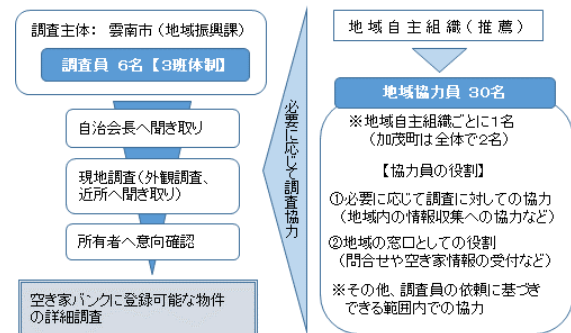 調査主体: 雲南市(地域振興課)
調査員 6名【3班体制】
自治会長へ聞き取り
現地調査(外観調査、
近所へ聞き取り)
所有者へ意向確認
空き家バンクに登録可能な物件
の詳細調査
必要に応じて調査協力
地域自主組織(推薦)
地域協力員 30名
※地域自主組織ごとに1名
(加茂町は全体で2名)
【協力員の役割】
①必要に応じて調査に対しての協力
(地域内の情報収集への協力など)
②地域の窓口としての役割
(問合せや空き家情報の受付など)
※その他、調査員の依頼に基づき
できる範囲内での協力